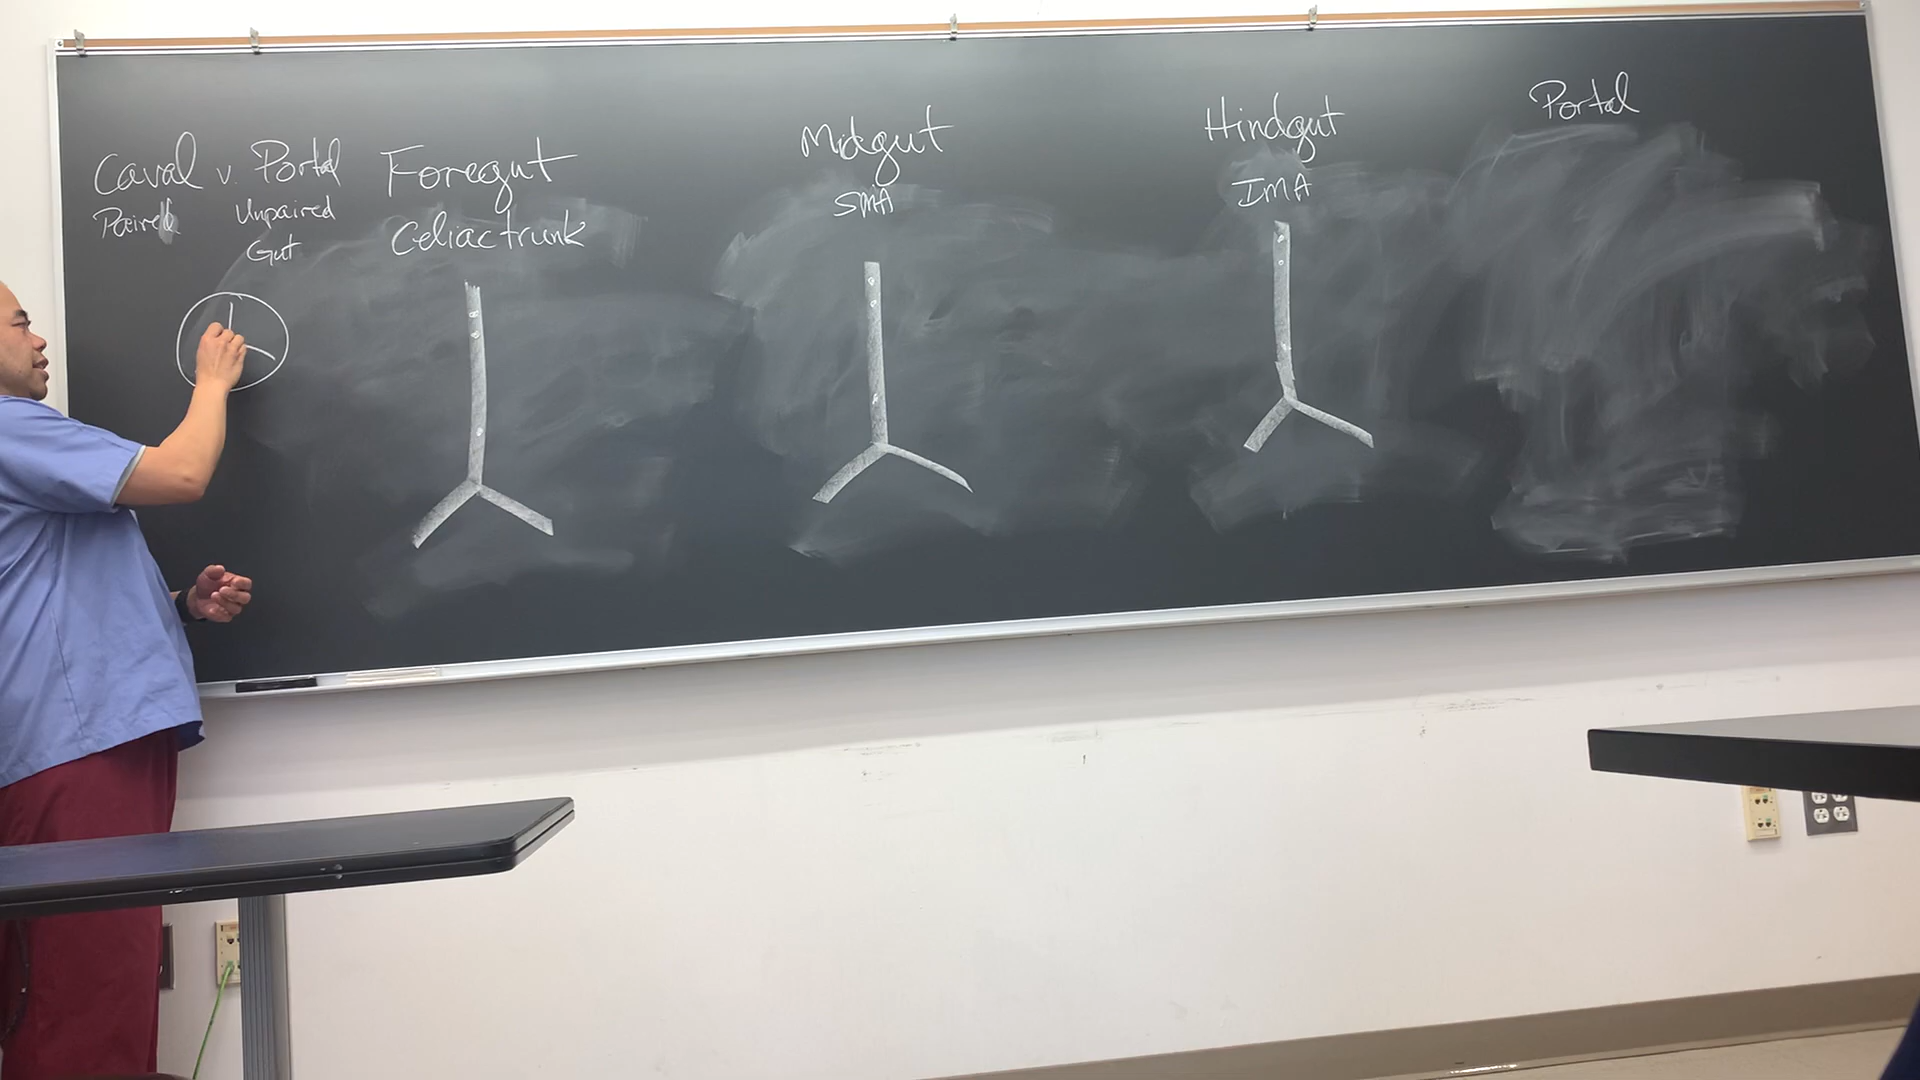 Caval v. Portal
Paired
Unpaired
Gut
Foregut
Celiac trunk
Midgut
SMA
Hindgut
IMA
Portal